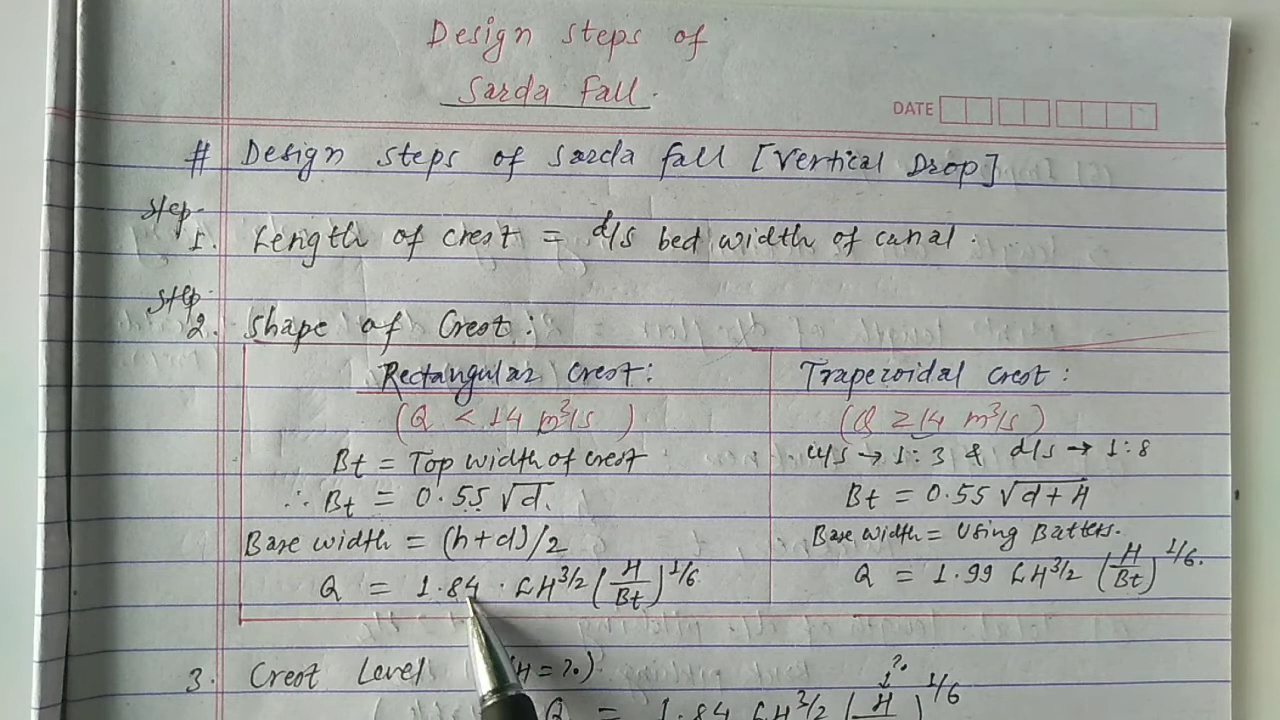 Design steps of
Sarda Fall.
DATE
# Design steps of Sarda fall [Vertical Drop]
Step-
1. Length of crest = d/s bed width of canal.
Step-
2. Shape of Crest:
Rectangular Crest:
(Q < 14 m³/s)
Bt = Top width of crest
∴ Bt = 0.55 √d.
Base width = (h+d)/2
Q = 1.84 · LH^3/2 (H/Bt)^1/6
Trapezoidal crest:
(Q ≥ 14 m³/s)
u/s → 1:3 & d/s → 1:8
Bt = 0.55 √d+H
Base width = Using Batters.
Q = 1.99 LH^3/2 (H/Bt)^1/6.
3. Crest Level (H=?)
Q = 1.84 LH^3/2 (H/ )^1/6
?